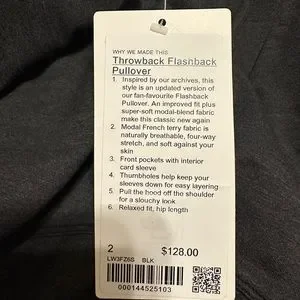 WHY WE MADE THIS
Throwback Flashback
Pullover
1. Inspired by our archives, this
style is an updated version of
our fan-favourite Flashback
Pullover. An improved fit plus
super-soft modal-blend fabric
make this classic new again
2. Modal French terry fabric is
naturally breathable, four-way
stretch, and soft against your
skin
3. Front pockets with interior
card sleeve
4. Thumbholes help keep your
sleeves down for easy layering
5. Pull the hood off the shoulder
for a slouchy look
6. Relaxed fit, hip length
2 $128.00
LW3FZ6S BLK
000144525103